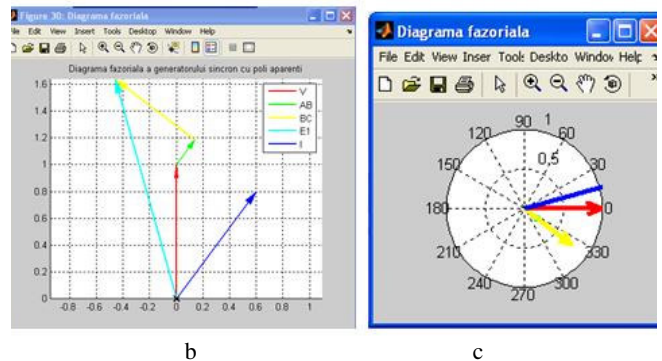 Figure 30: Diagrama fazoriala
File Edit View Insert Tools Desktop Window Help
Diagrama fazoriala a generatorului sincron cu poli aparenti
1.6
1.4
1.2
1
0.8
0.6
0.4
0.2
0
-0.8 -0.6 -0.4 -0.2 0 0.2 0.4 0.6 0.8 1
V
AB
BC
E1
I
b
Diagrama fazoriala
File Edit View Inser Tools Deskto Window Help
90 1
120 60
0,5
150 30
180 0
210 330
240 300
270
c